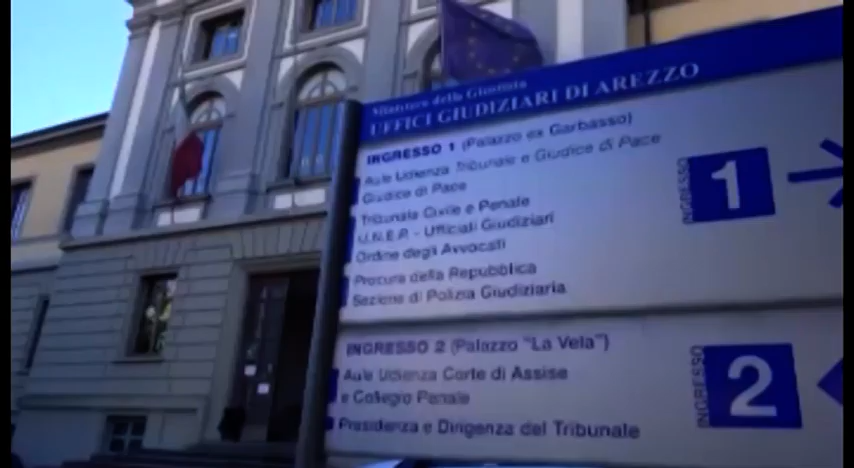 Ministero della Giustizia
UFFICI GIUDIZIARI DI AREZZO
INGRESSO 1 (Palazzo ex Garbasso)
Aule Udienza Tribunale e Giudice di Pace
Giudice di Pace
Tribunale Civile e Penale
U.N.E.P. - Ufficiali Giudiziari
Ordine degli Avvocati
Procura della Repubblica
Sezione di Polizia Giudiziaria
INGRESSO 1
INGRESSO 2 (Palazzo "La Vela")
Aule Udienza Corte di Assise
e Collegio Penale
Presidenza e Dirigenza del Tribunale
INGRESSO 2